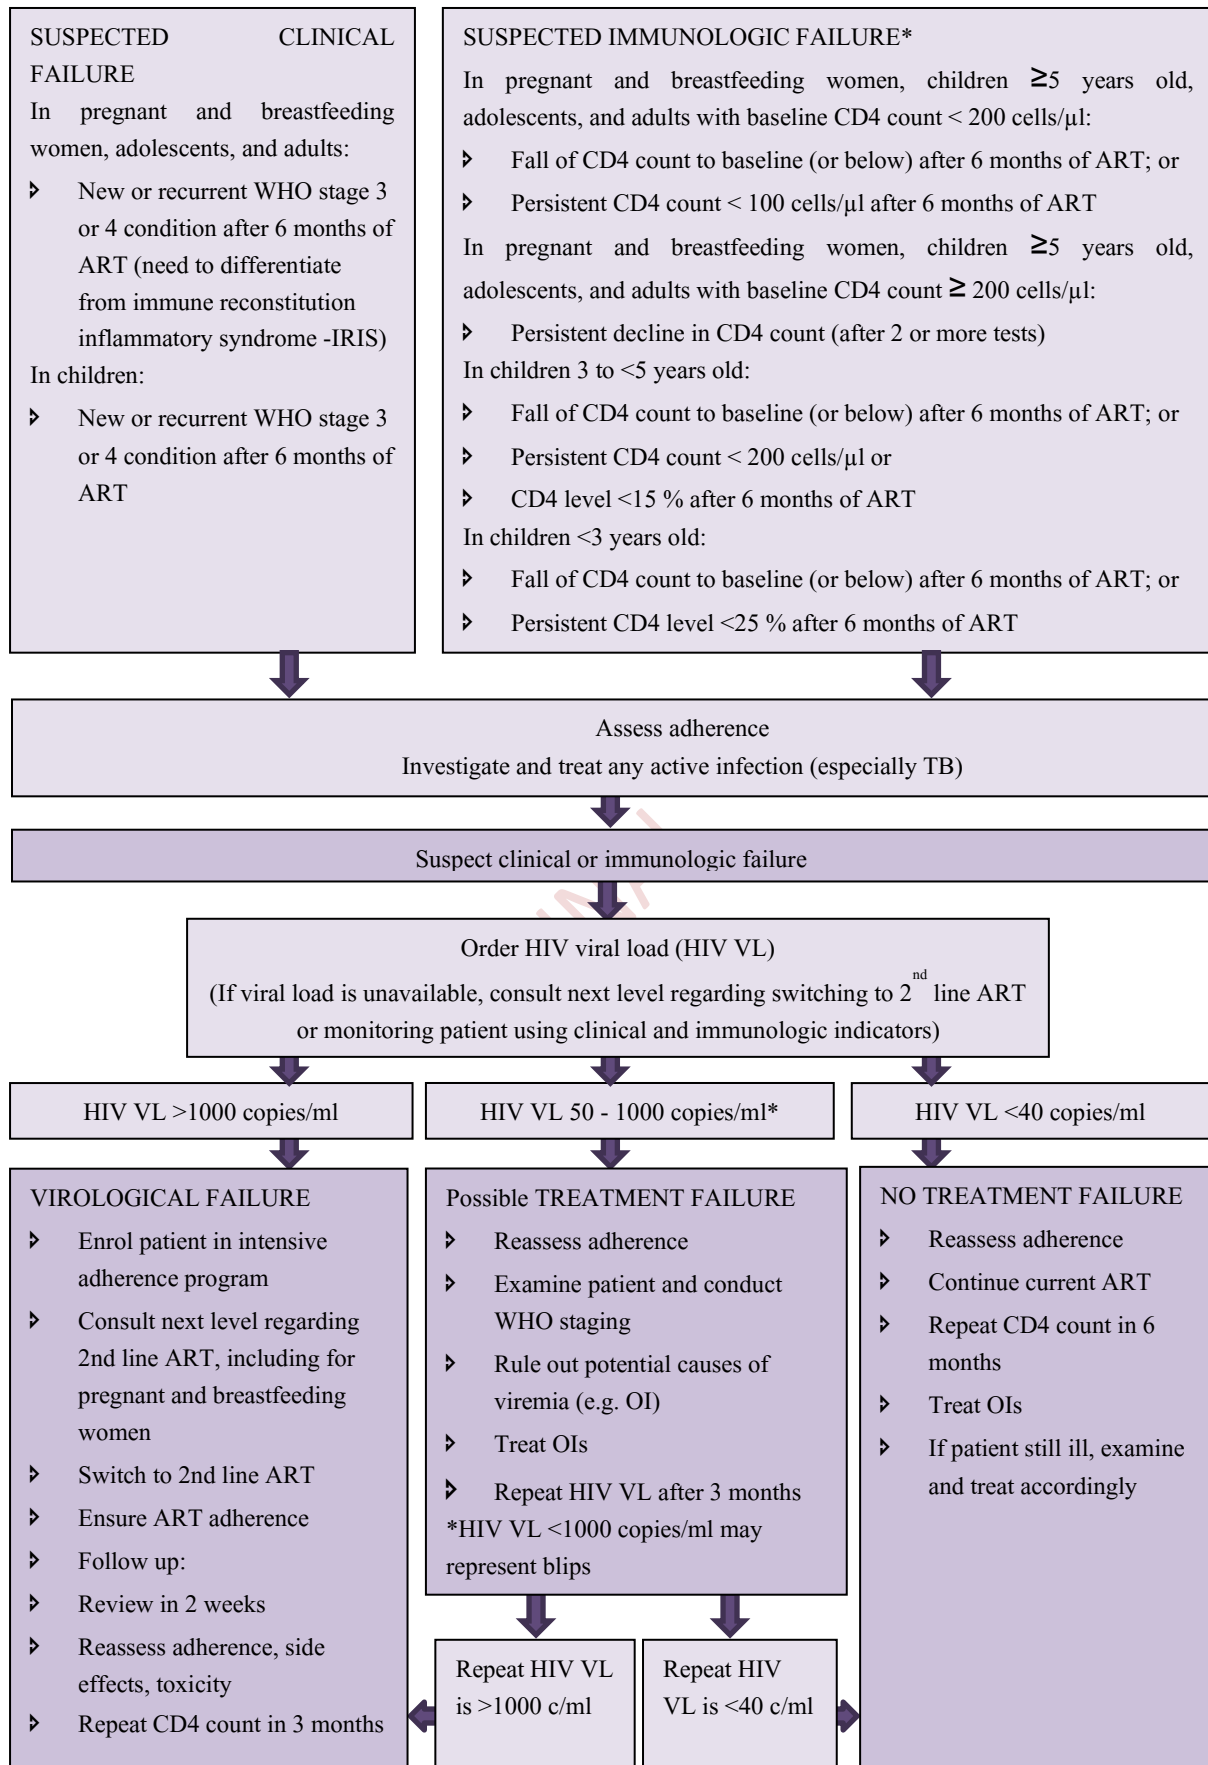 SUSPECTED CLINICAL
FAILURE
In pregnant and breastfeeding
women, adolescents, and adults:
New or recurrent WHO stage 3
or 4 condition after 6 months of
ART (need to differentiate
from immune reconstitution
inflammatory syndrome -IRIS)
In children:
New or recurrent WHO stage 3
or 4 condition after 6 months of
ART
SUSPECTED IMMUNOLOGIC FAILURE*
In pregnant and breastfeeding women, children ≥5 years old,
adolescents, and adults with baseline CD4 count < 200 cells/µl:
Fall of CD4 count to baseline (or below) after 6 months of ART; or
Persistent CD4 count < 100 cells/µl after 6 months of ART
In pregnant and breastfeeding women, children ≥5 years old,
adolescents, and adults with baseline CD4 count ≥ 200 cells/µl:
Persistent decline in CD4 count (after 2 or more tests)
In children 3 to <5 years old:
Fall of CD4 count to baseline (or below) after 6 months of ART; or
Persistent CD4 count < 200 cells/µl or
CD4 level <15 % after 6 months of ART
In children <3 years old:
Fall of CD4 count to baseline (or below) after 6 months of ART; or
Persistent CD4 level <25 % after 6 months of ART
Assess adherence
Investigate and treat any active infection (especially TB)
Suspect clinical or immunologic failure
Order HIV viral load (HIV VL)
(If viral load is unavailable, consult next level regarding switching to 2nd line ART
or monitoring patient using clinical and immunologic indicators)
HIV VL >1000 copies/ml
HIV VL 50 - 1000 copies/ml*
HIV VL <40 copies/ml
VIROLOGICAL FAILURE
Enrol patient in intensive
adherence program
Consult next level regarding
2nd line ART, including for
pregnant and breastfeeding
women
Switch to 2nd line ART
Ensure ART adherence
Follow up:
Review in 2 weeks
Reassess adherence, side
effects, toxicity
Repeat CD4 count in 3 months
Possible TREATMENT FAILURE
Reassess adherence
Examine patient and conduct
WHO staging
Rule out potential causes of
viremia (e.g. OI)
Treat OIs
Repeat HIV VL after 3 months
*HIV VL <1000 copies/ml may
represent blips
NO TREATMENT FAILURE
Reassess adherence
Continue current ART
Repeat CD4 count in 6
months
Treat OIs
If patient still ill, examine
and treat accordingly
Repeat HIV VL
is >1000 c/ml
Repeat HIV
VL is <40 c/ml